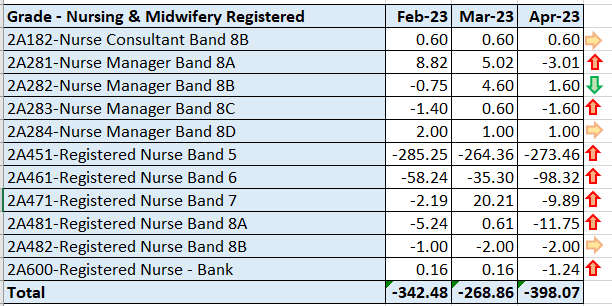 Grade - Nursing & Midwifery Registered Feb-23 Mar-23 Apr-23
2A182-Nurse Consultant Band 8B 0.60 0.60 0.60
2A281-Nurse Manager Band 8A 8.82 5.02 -3.01
2A282-Nurse Manager Band 8B -0.75 4.60 1.60
2A283-Nurse Manager Band 8C -1.40 0.60 -1.60
2A284-Nurse Manager Band 8D 2.00 1.00 1.00
2A451-Registered Nurse Band 5 -285.25 -264.36 -273.46
2A461-Registered Nurse Band 6 -58.24 -35.30 -98.32
2A471-Registered Nurse Band 7 -2.19 20.21 -9.89
2A481-Registered Nurse Band 8A -5.24 0.61 -11.75
2A482-Registered Nurse Band 8B -1.00 -2.00 -2.00
2A600-Registered Nurse - Bank 0.16 0.16 -1.24
Total -342.48 -268.86 -398.07